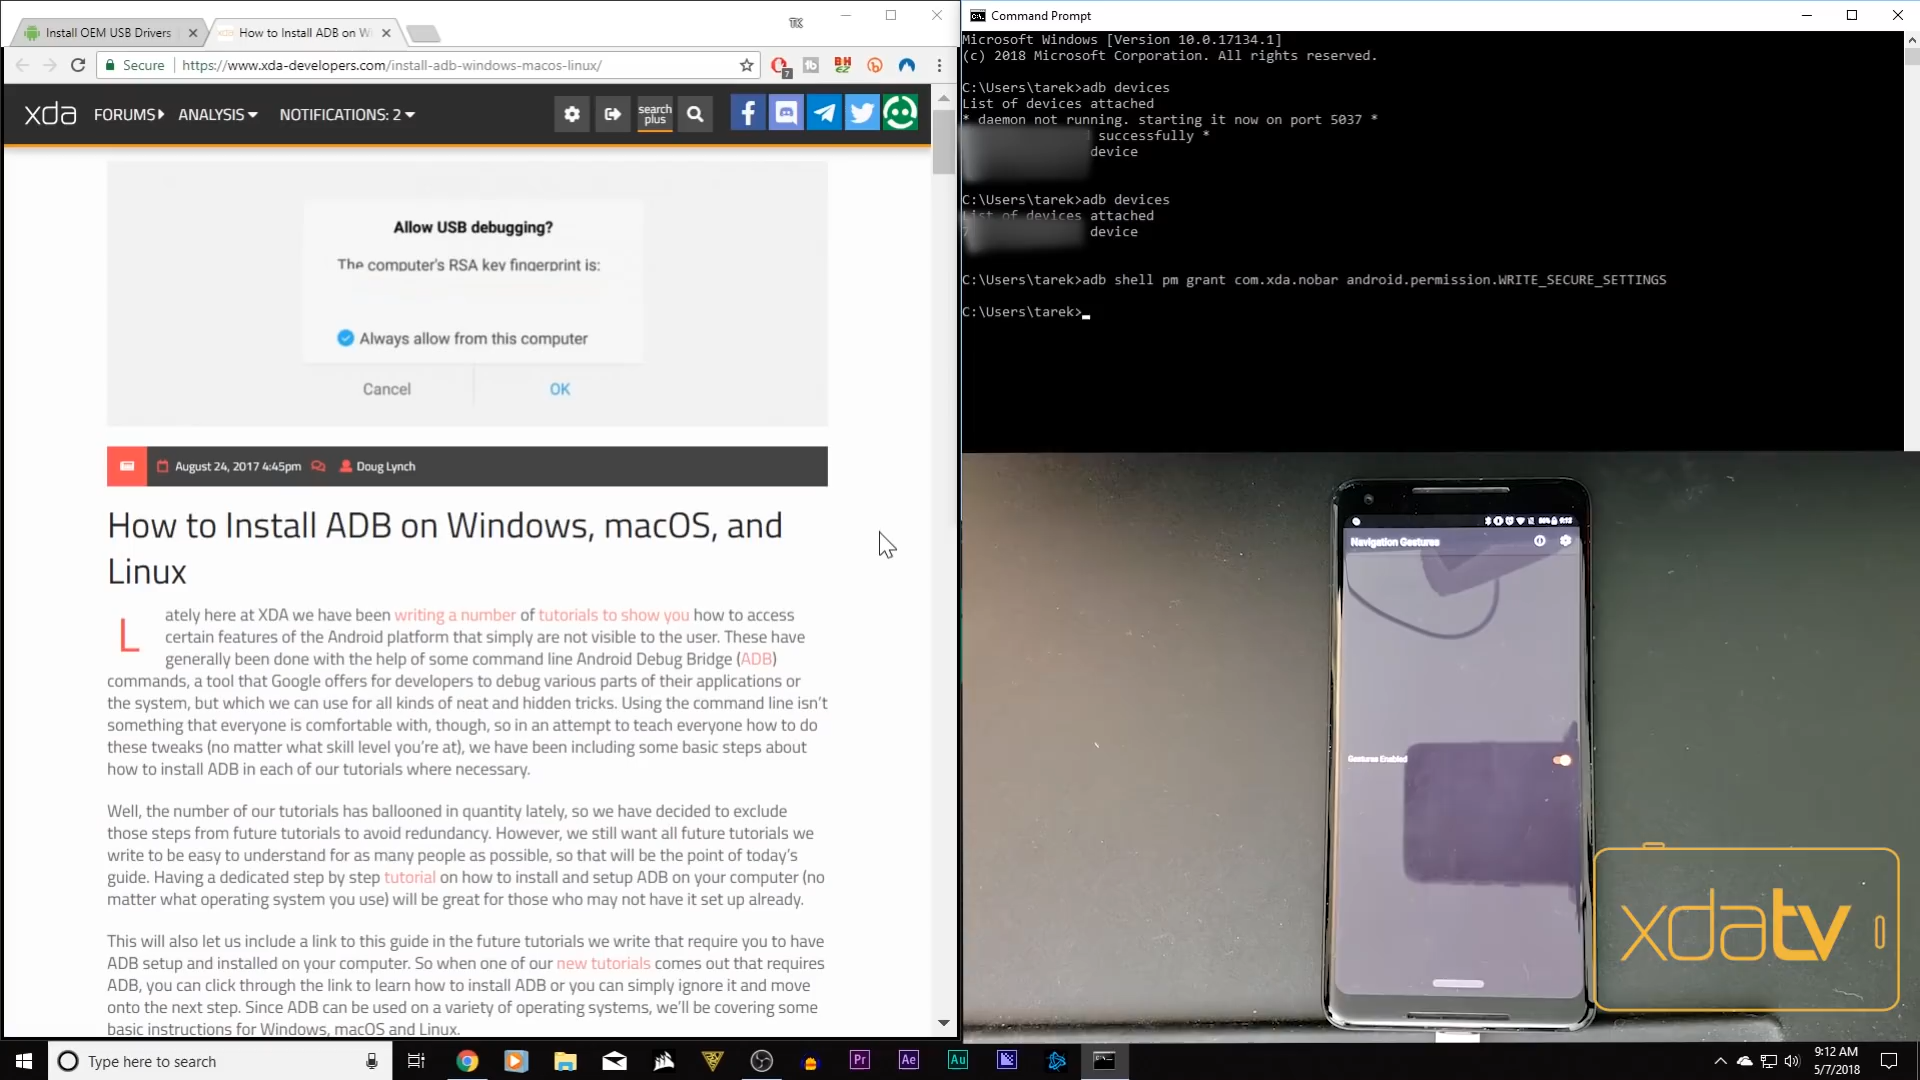 Install OEM USB Drivers
How to Install ADB on Wi
TK
Secure
https://www.xda-developers.com/install-adb-windows-macos-linux/
7
xda
FORUMS
ANALYSIS
NOTIFICATIONS: 2
search
plus
Allow USB debugging?
The computer's RSA key fingerprint is:
Always allow from this computer
Cancel
OK
August 24, 2017 4:45pm
Doug Lynch
How to Install ADB on Windows, macOS, and
Linux
Lately here at XDA we have been writing a number of tutorials to show you how to access
certain features of the Android platform that simply are not visible to the user. These have
generally been done with the help of some command line Android Debug Bridge (ADB)
commands, a tool that Google offers for developers to debug various parts of their applications or
the system, but which we can use for all kinds of neat and hidden tricks. Using the command line isn't
something that everyone is comfortable with, though, so in an attempt to teach everyone how to do
these tweaks (no matter what skill level you're at), we have been including some basic steps about
how to install ADB in each of our tutorials where necessary.
Well, the number of our tutorials has ballooned in quantity lately, so we have decided to exclude
those steps from future tutorials to avoid redundancy. However, we still want all future tutorials we
write to be easy to understand for as many people as possible, so that will be the point of today's
guide. Having a dedicated step by step tutorial on how to install and setup ADB on your computer (no
matter what operating system you use) will be great for those who may not have it set up already.
This will also let us include a link to this guide in the future tutorials we write that require you to have
ADB setup and installed on your computer. So when one of our new tutorials comes out that requires
ADB, you can click through the link to learn how to install ADB or you can simply ignore it and move
onto the next step. Since ADB can be used on a variety of operating systems, we'll be covering some
basic instructions for Windows, macOS and Linux.
Command Prompt
Microsoft Windows [Version 10.0.17134.1]
(c) 2018 Microsoft Corporation. All rights reserved.
C:\Users\tarek>adb devices
List of devices attached
* daemon not running. starting it now on port 5037 *
successfully *
device
C:\Users\tarek>adb devices
List of devices attached
7
device
C:\Users\tarek>adb shell pm grant com.xda.nobar android.permission.WRITE_SECURE_SETTINGS
C:\Users\tarek>
Navigation Gestures
Gestures Enabled
xdatv
Type here to search
Pr
Ae
Au
9:12 AM
5/7/2018